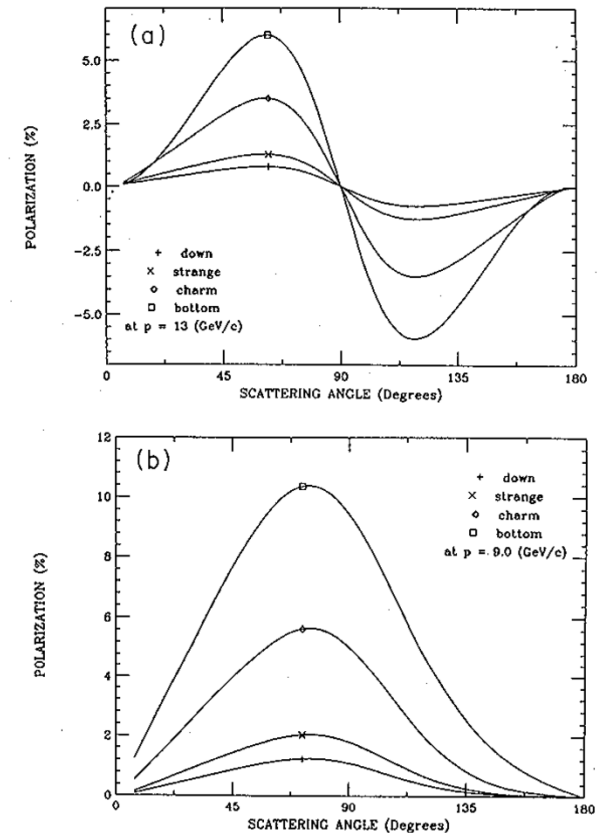 (a)
5.0
2.5
0.0
−2.5
−5.0
POLARIZATION (%)
+ down
× strange
◇ charm
□ bottom
at p = 13 (GeV/c)
0 45 90 135 180
SCATTERING ANGLE (Degrees)
(b)
12
10
8
6
4
2
0
POLARIZATION (%)
+ down
× strange
◇ charm
□ bottom
at p = 9.0 (GeV/c)
0 45 90 135 180
SCATTERING ANGLE (Degrees)